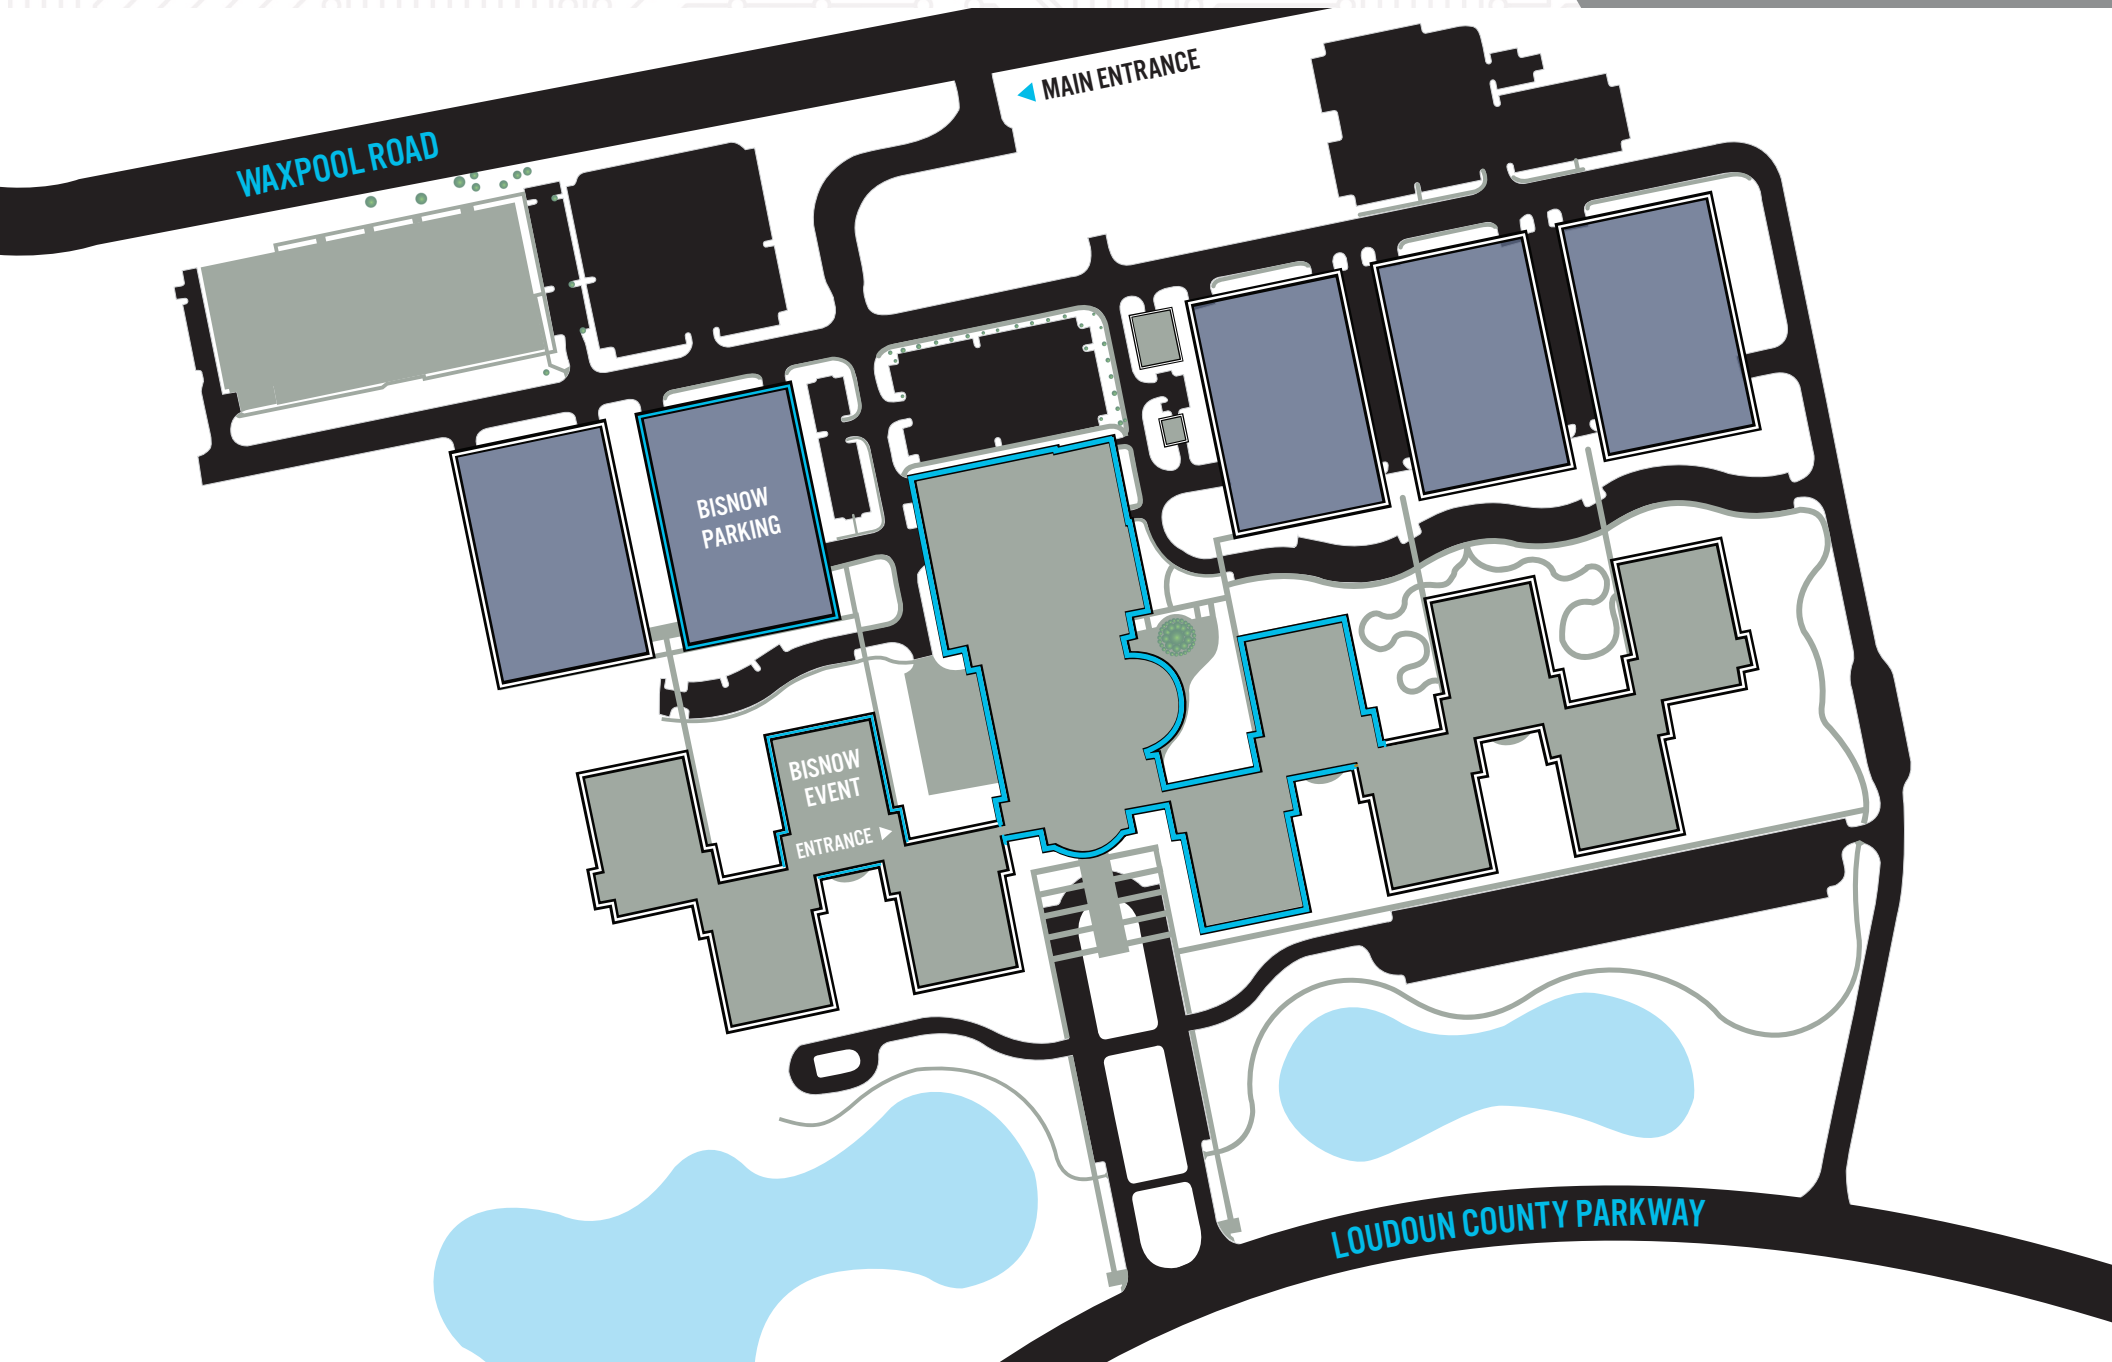 MAIN ENTRANCE
WAXPOOL ROAD
BISNOW
PARKING
BISNOW
EVENT
ENTRANCE
LOUDOUN COUNTY PARKWAY